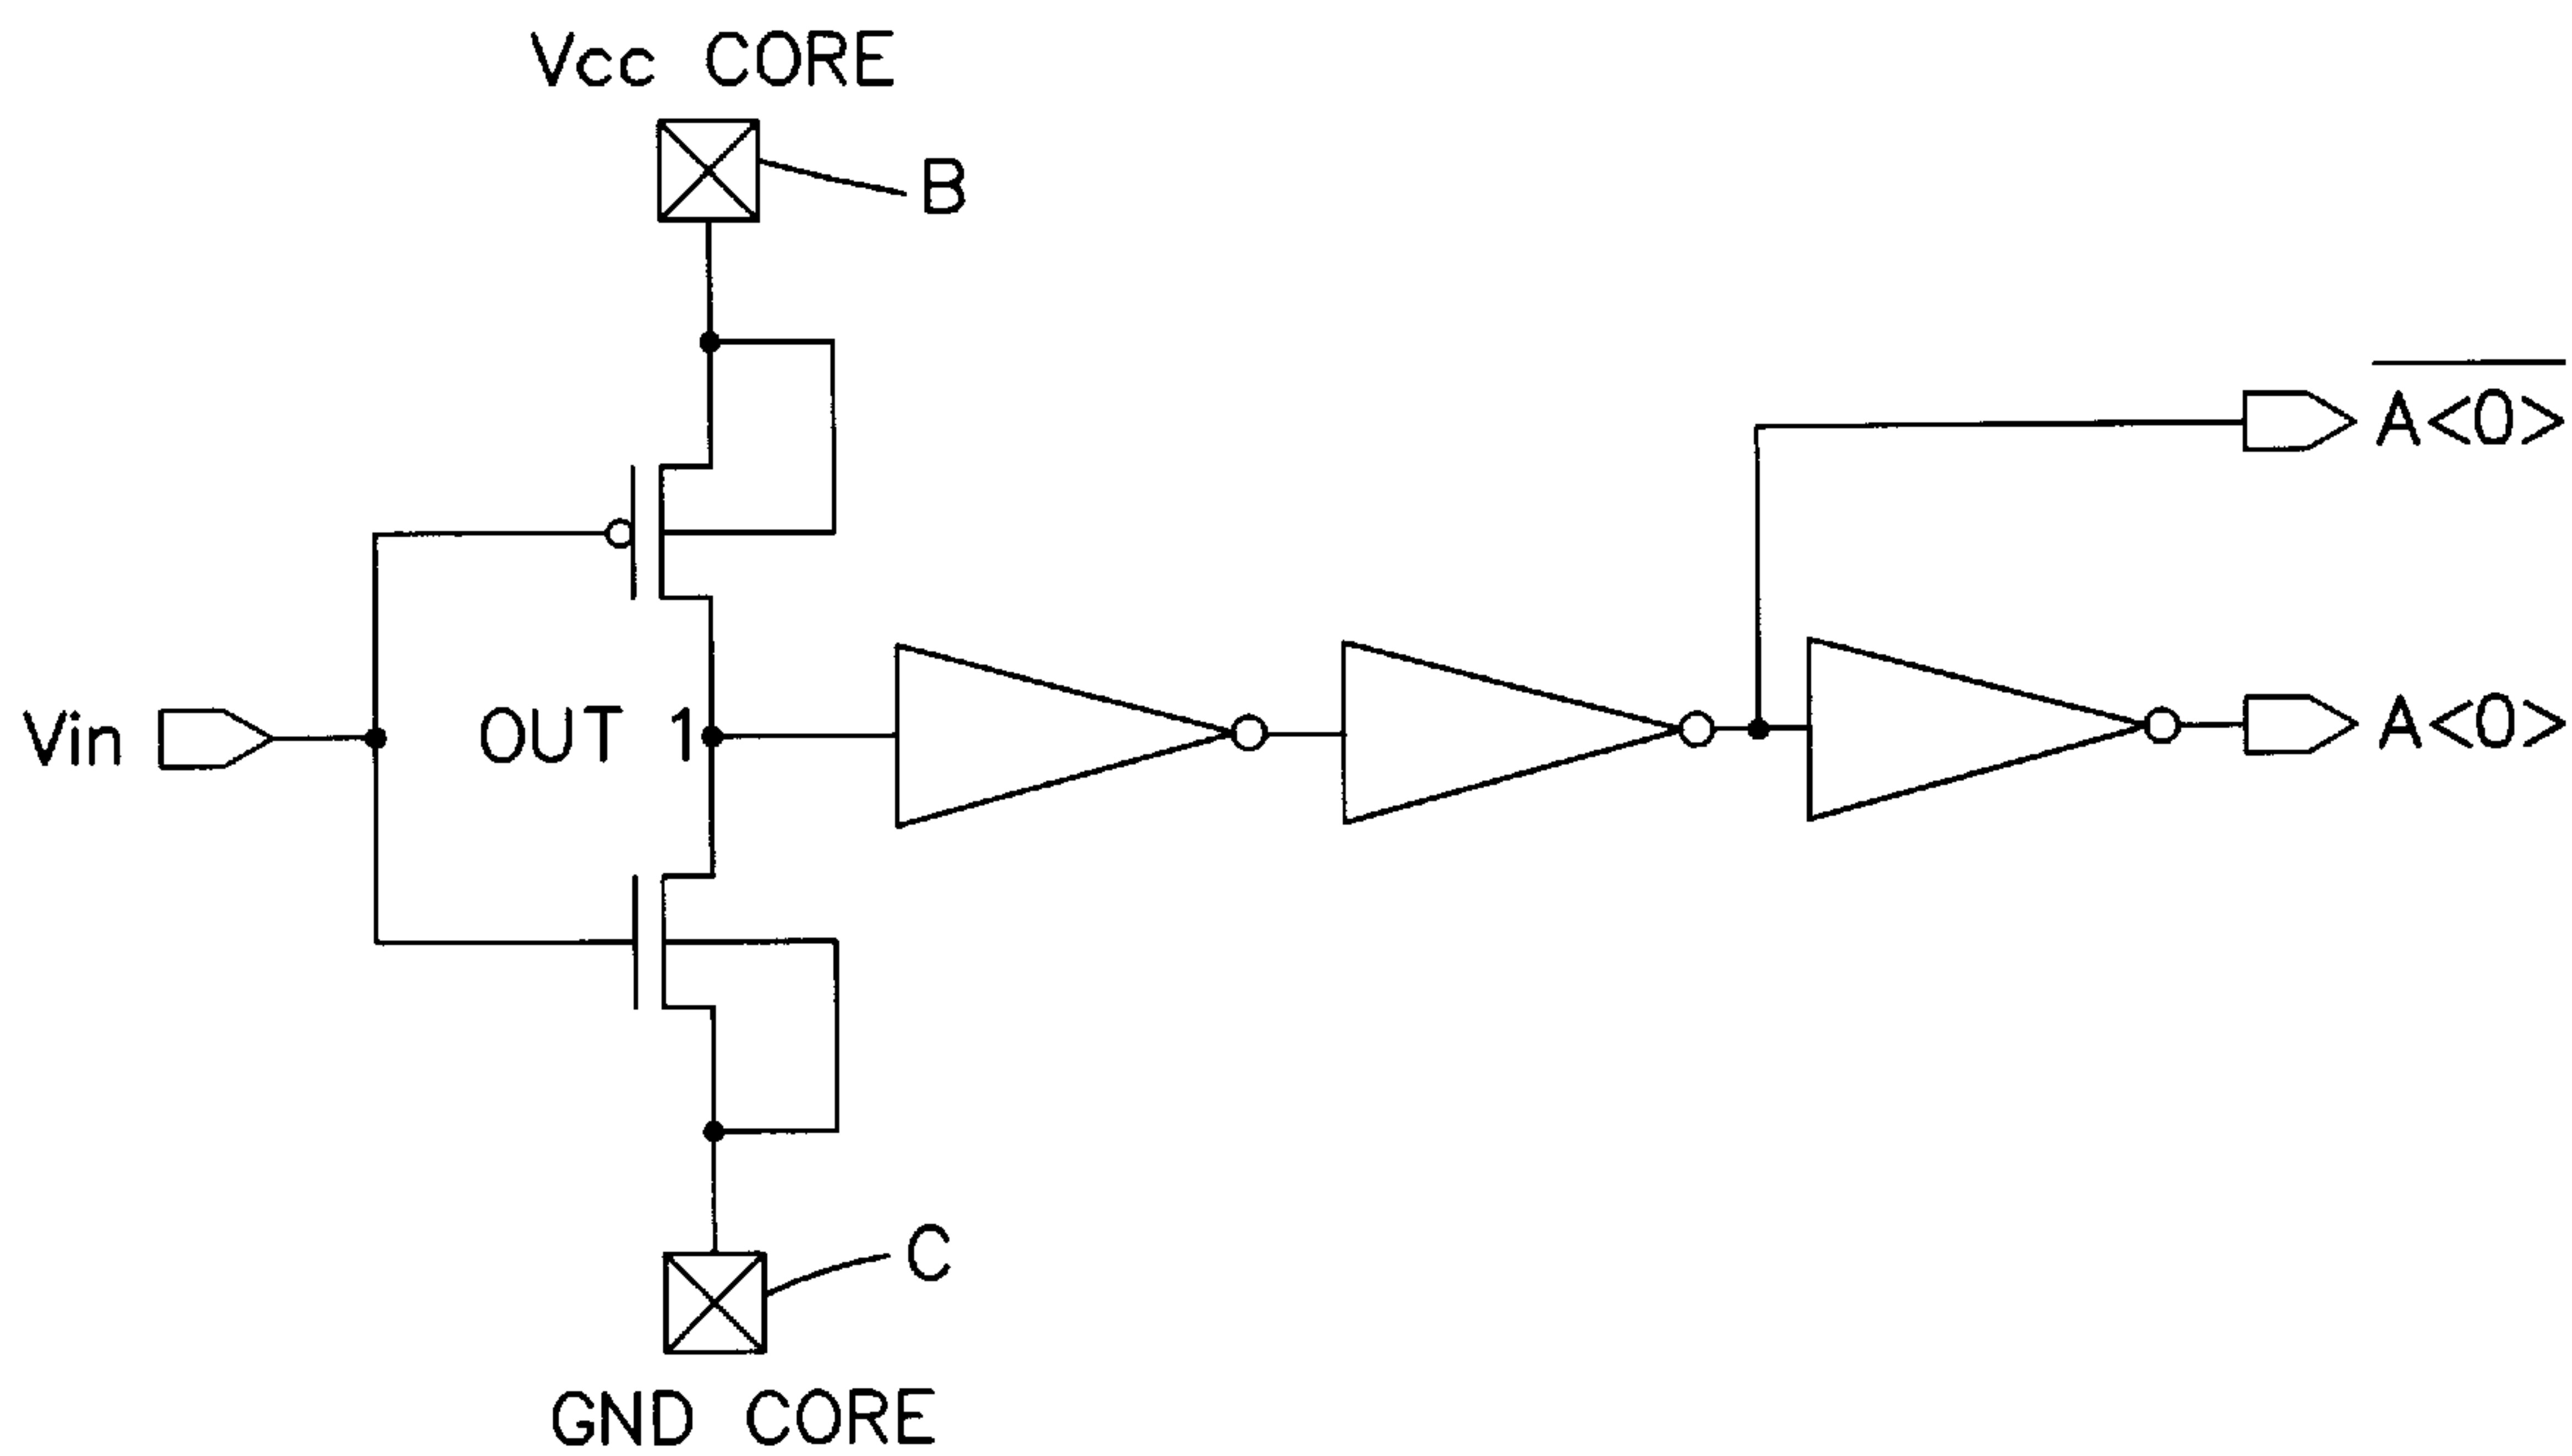 Vcc CORE
B
A̅<̅0̅>̅
Vin
OUT 1
A<0>
C
GND CORE